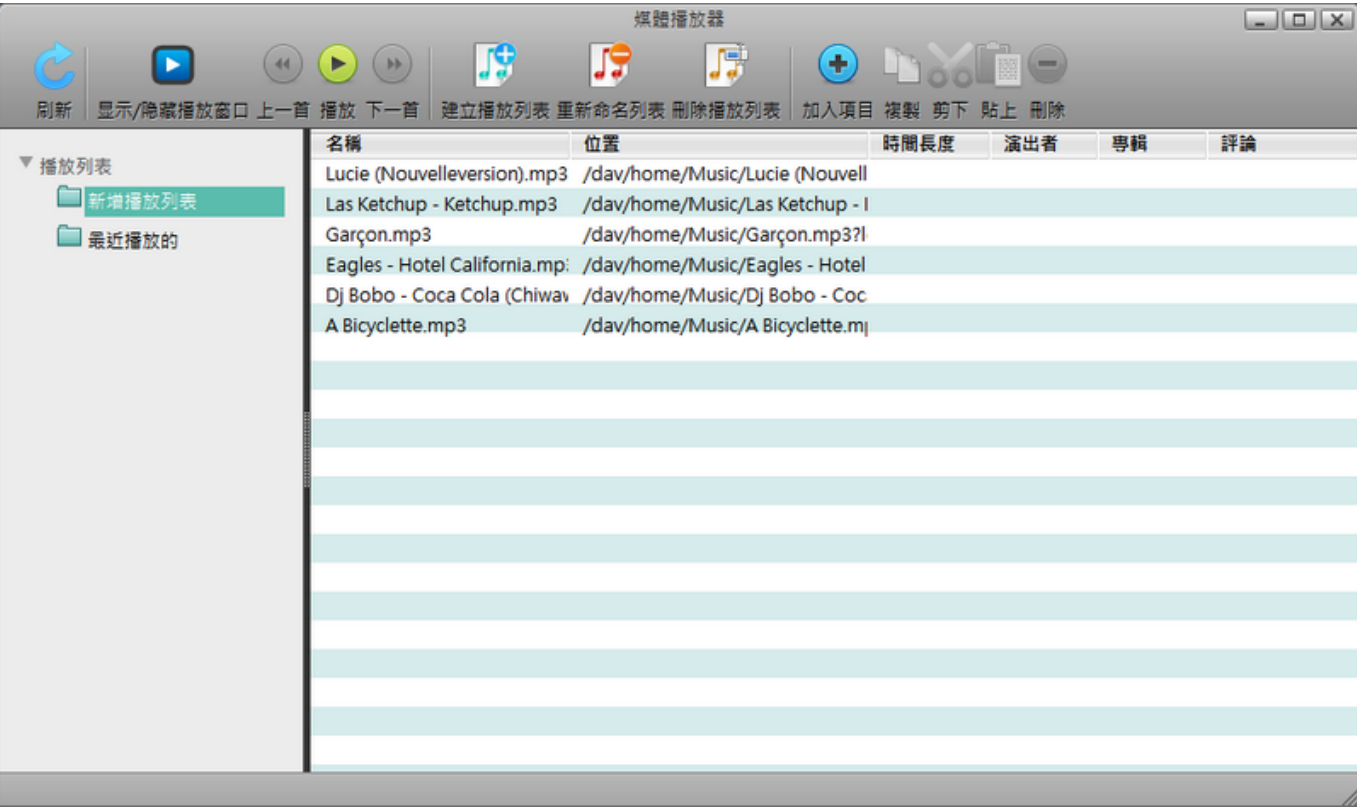 媒體播放器
刷新 显示/隐藏播放窗口 上一首 播放 下一首 建立播放列表 重新命名列表 刪除播放列表 加入項目 複製 剪下 貼上 刪除
播放列表
新增播放列表
最近播放的
名稱 位置 時間長度 演出者 專輯 評論
Lucie (Nouvelleversion).mp3 /dav/home/Music/Lucie (Nouvell
Las Ketchup - Ketchup.mp3 /dav/home/Music/Las Ketchup -
Garçon.mp3 /dav/home/Music/Garçon.mp3?l
Eagles - Hotel California.mp3 /dav/home/Music/Eagles - Hotel
Dj Bobo - Coca Cola (Chiwaw /dav/home/Music/Dj Bobo - Coc
A Bicyclette.mp3 /dav/home/Music/A Bicyclette.m